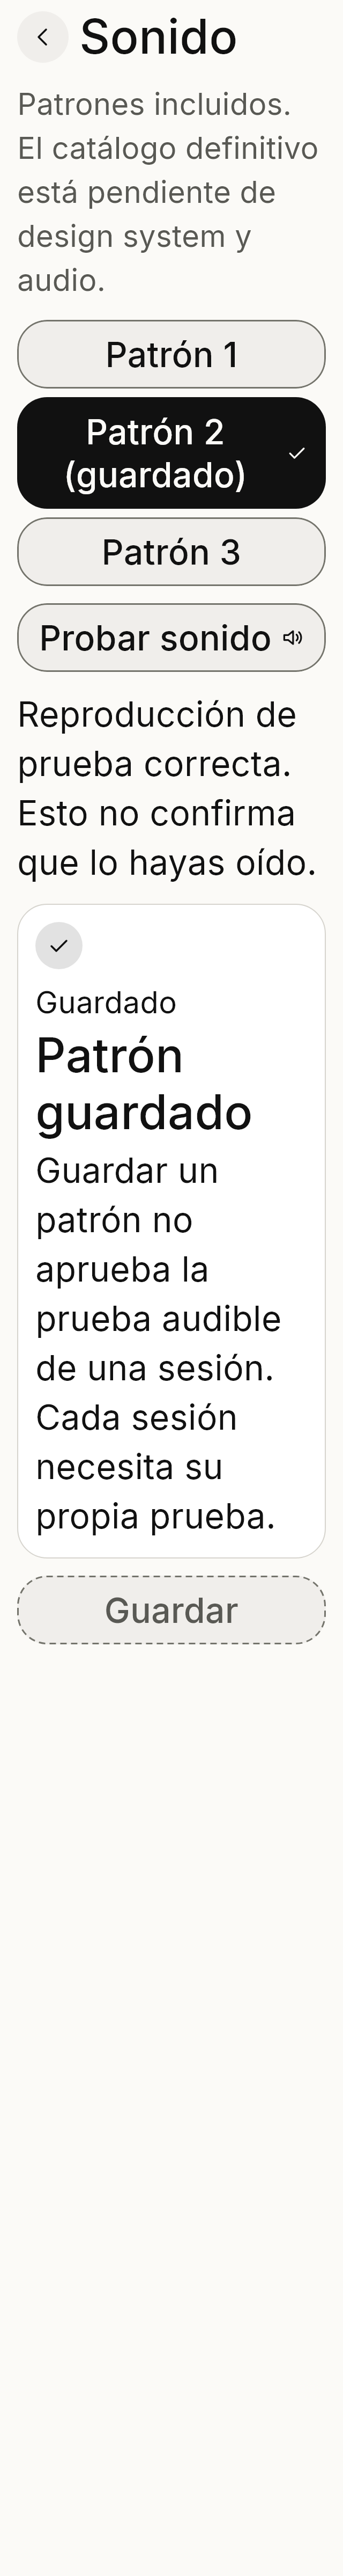 Sonido
Patrones incluidos.
El catálogo definitivo
está pendiente de
design system y
audio.
Patrón 1
Patrón 2
(guardado)
Patrón 3
Probar sonido
Reproducción de
prueba correcta.
Esto no confirma
que lo hayas oído.
Guardado
Patrón
guardado
Guardar un
patrón no
aprueba la
prueba audible
de una sesión.
Cada sesión
necesita su
propia prueba.
Guardar